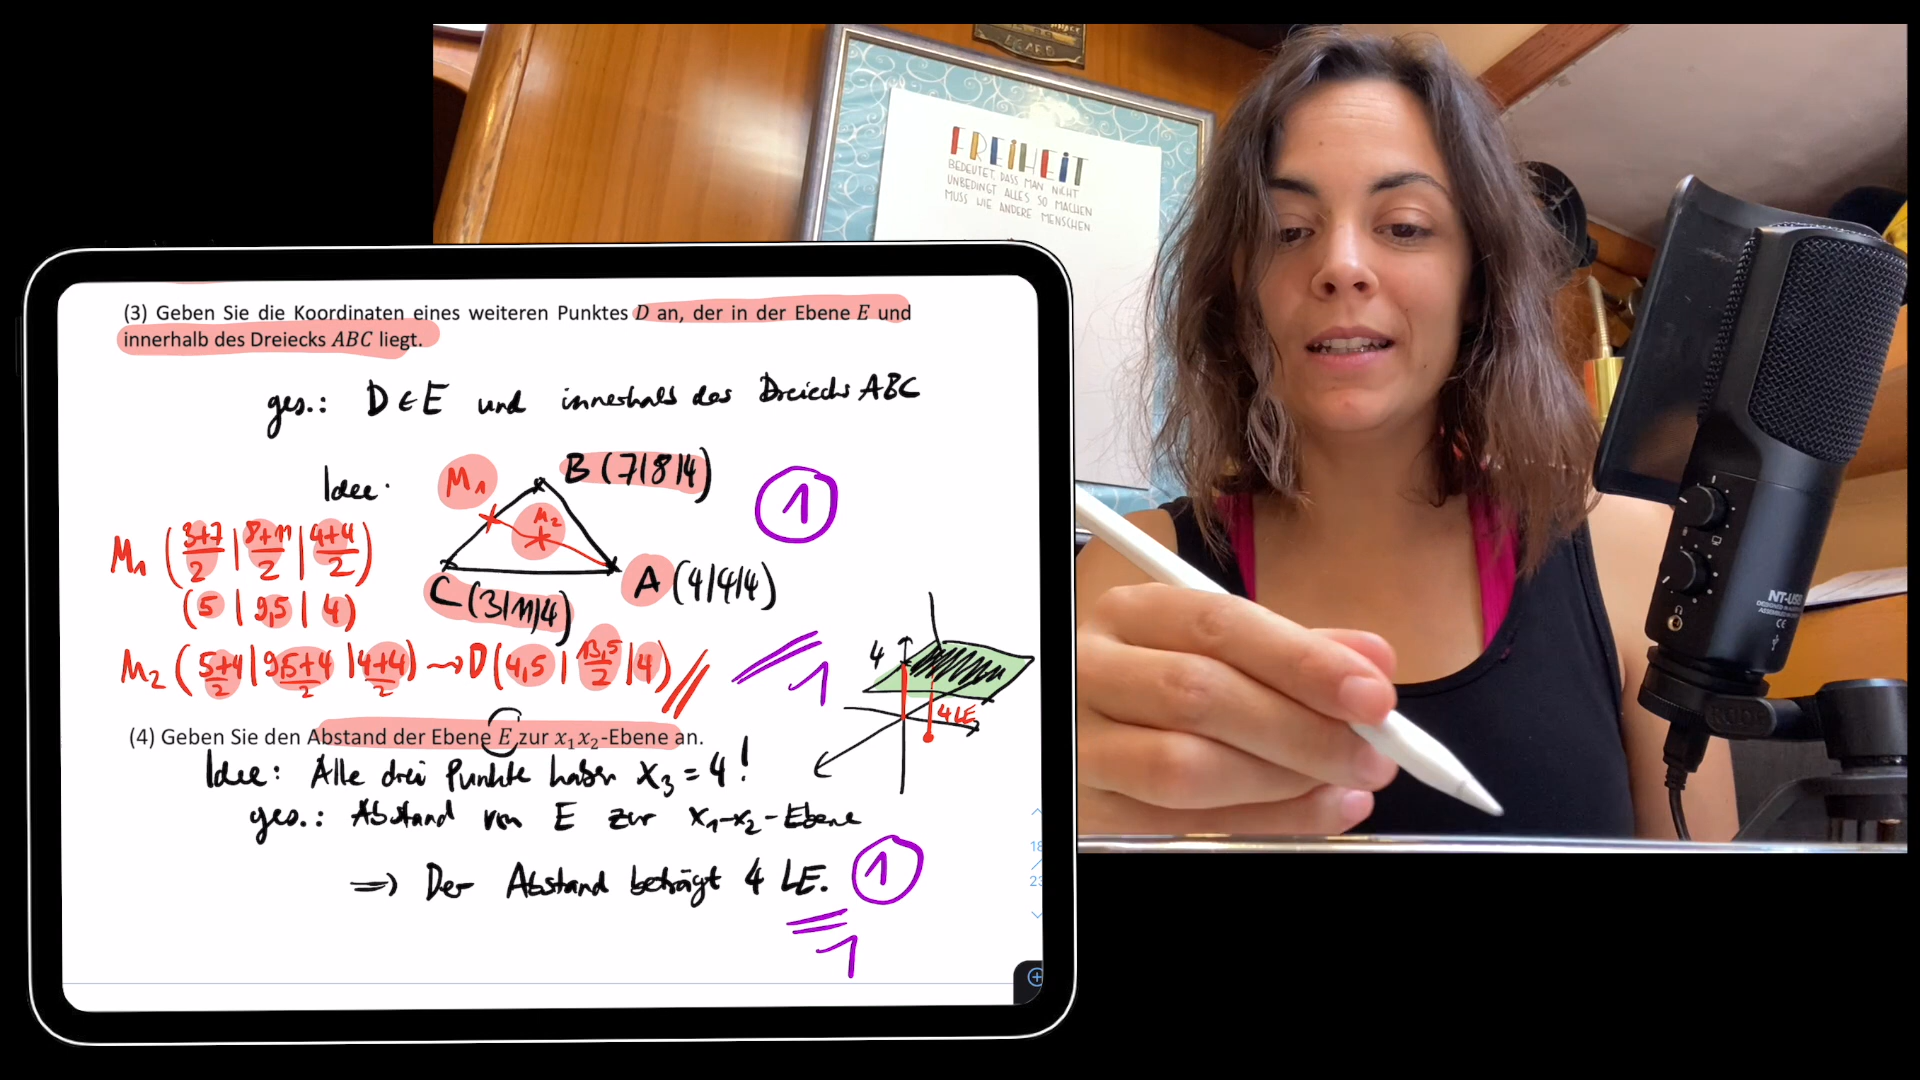 EGARD
FREIHEIT
BEDEUTET, DASS MAN NICHT
UNBEDINGT ALLES SO MACHEN
MUSS WIE ANDERE MENSCHEN
NT-USB
RODE
(3) Geben Sie die Koordinaten eines weiteren Punktes D an, der in der Ebene E und
innerhalb des Dreiecks ABC liegt.
ges.: D ∈ E und innerhalb des Dreiecks ABC
Idee:
M₁
B (7|8|4)
1
M₂
M₁ (3+7/2 | 8+11/2 | 4+4/2)
C (3|11|4)
A (4|4|4)
(5 | 9,5 | 4)
M₂ (5+4/2 | 9,5+4/2 | 4+4/2) ⇝ D (4,5 | 13,5/2 | 4)
1
4
4 LE
(4) Geben Sie den Abstand der Ebene E zur x₁x₂-Ebene an.
Idee: Alle drei Punkte haben x₃ = 4!
ges.: Abstand von E zur x₁-x₂-Ebene
⇒ Der Abstand beträgt 4 LE. 1
1
18
23